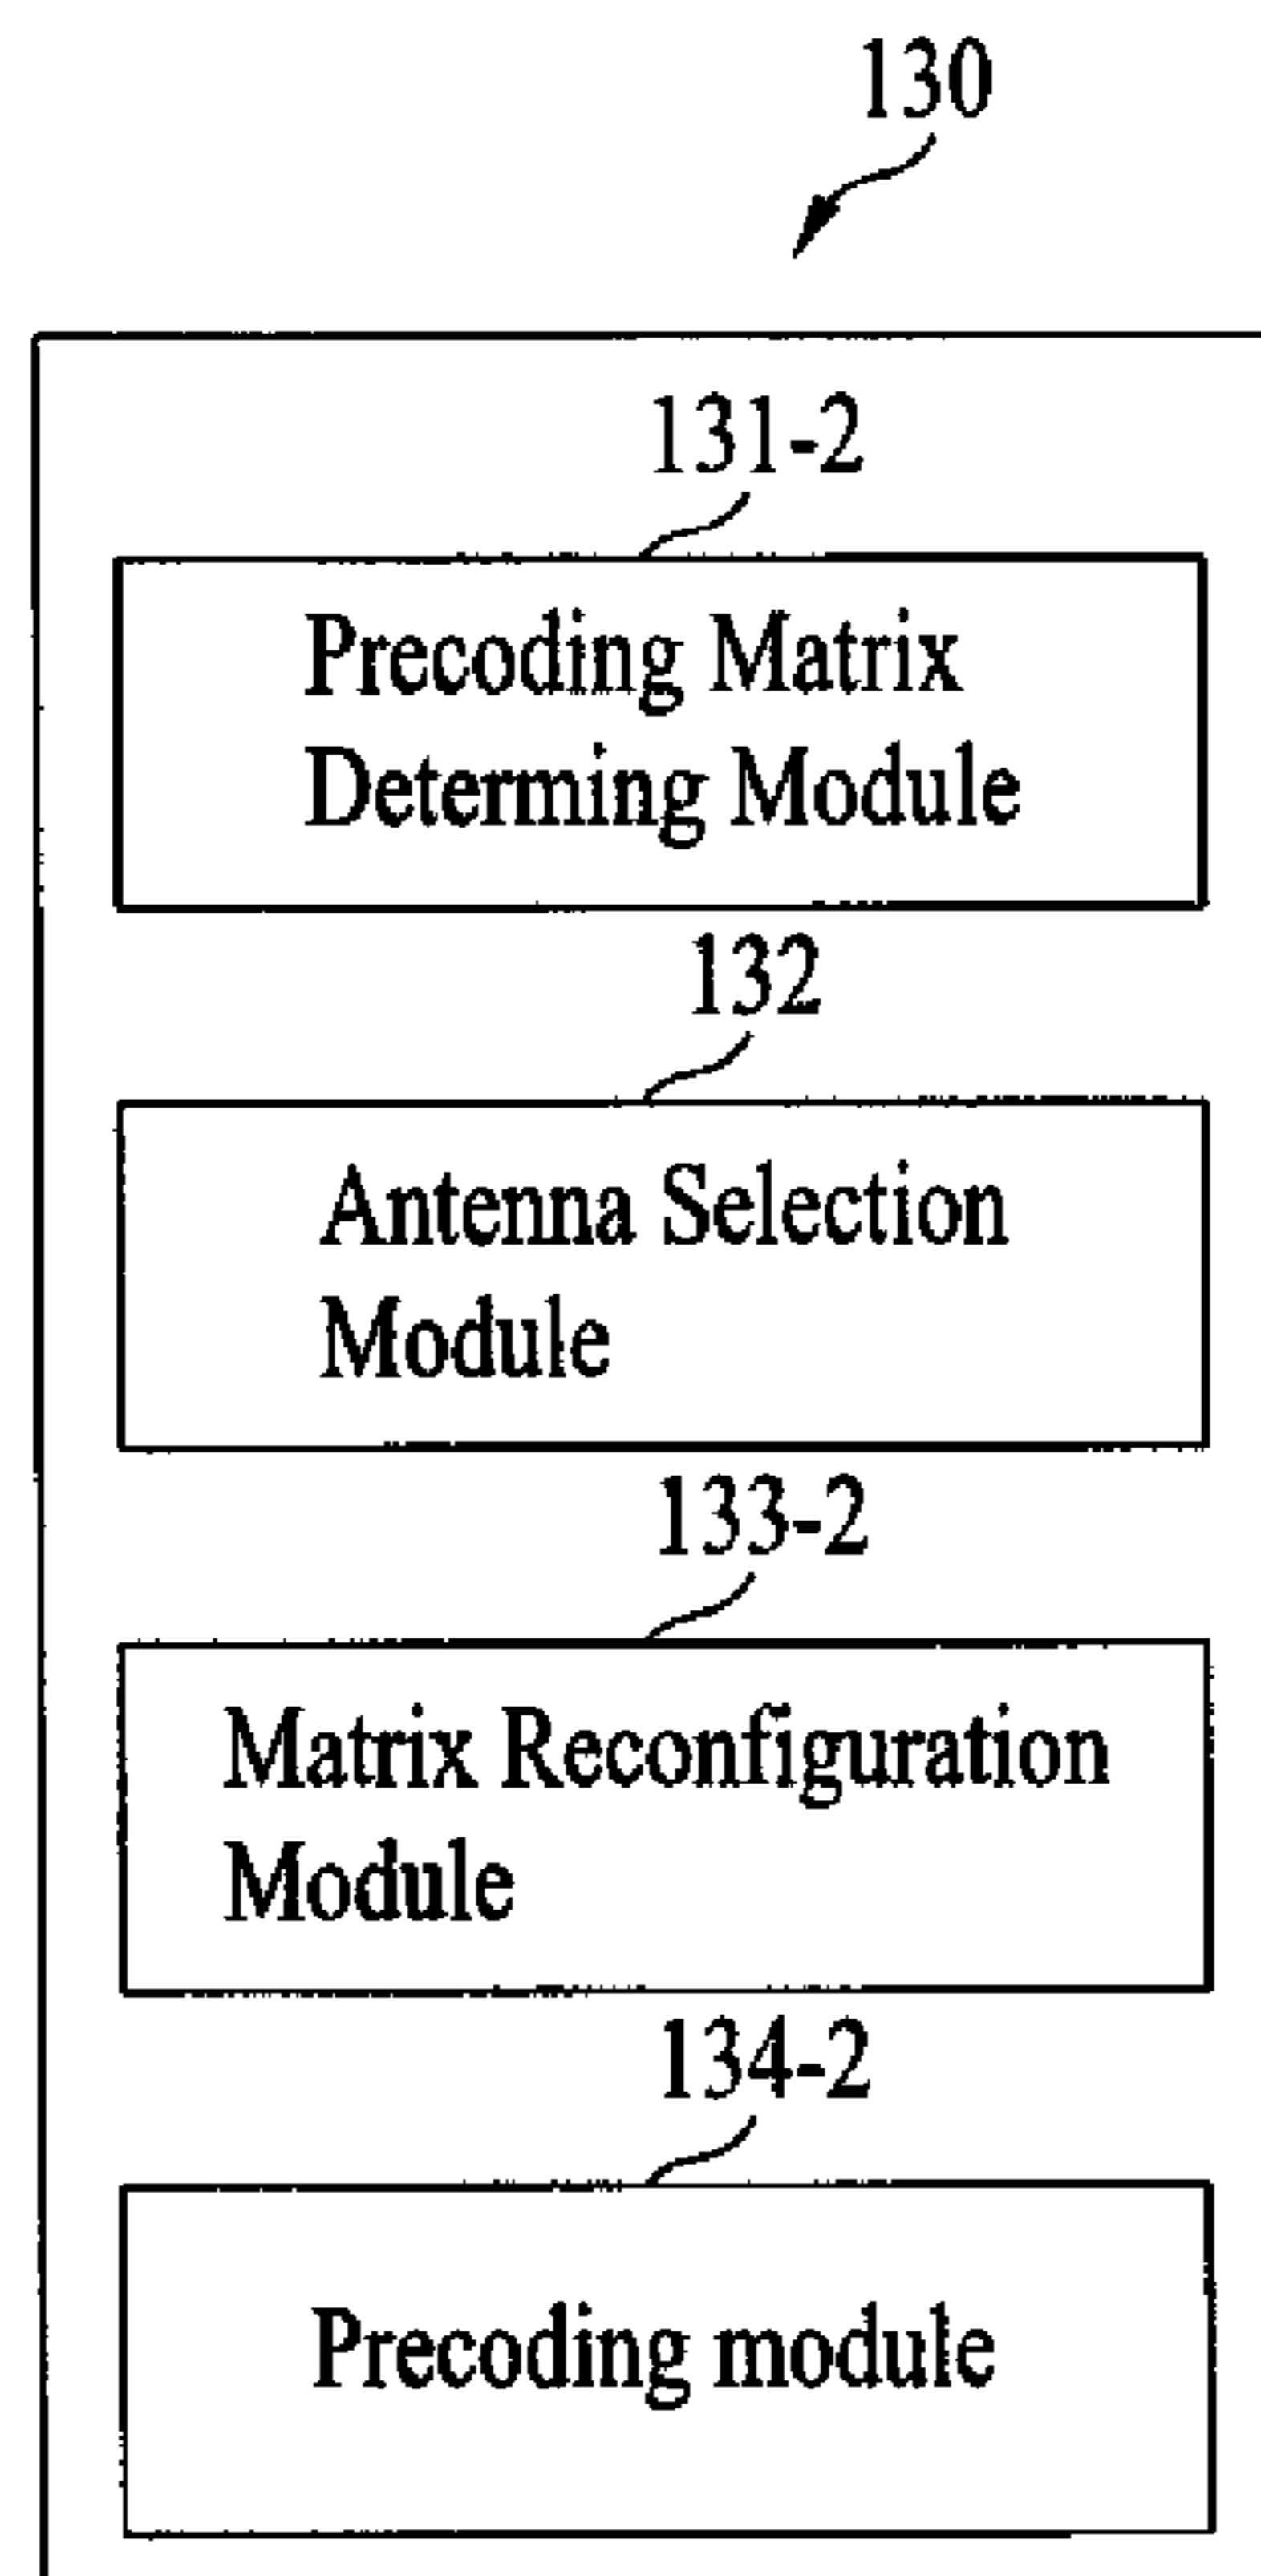 130
131-2
Precoding Matrix
Determing Module
132
Antenna Selection
Module
133-2
Matrix Reconfiguration
Module
134-2
Precoding module